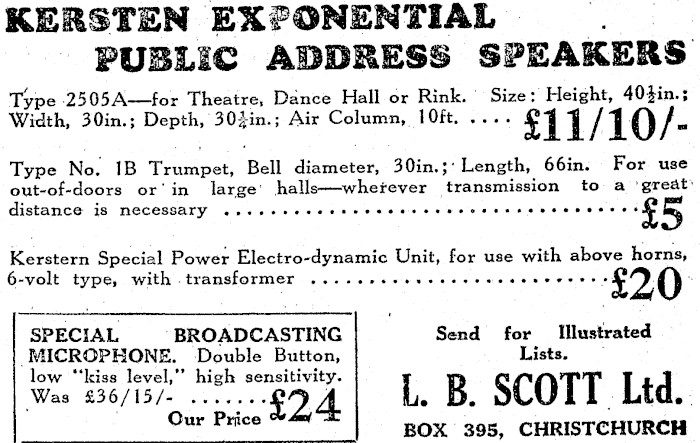 KERSTEN EXPONENTIAL
PUBLIC ADDRESS SPEAKERS
Type 2505A—for Theatre, Dance Hall or Rink. Size: Height, 40½in.;
Width, 30in.; Depth, 30½in.; Air Column, 10ft. .... £11/10/-
Type No. 1B Trumpet, Bell diameter, 30in.; Length, 66in. For use
out-of-doors or in large halls—wherever transmission to a great
distance is necessary ........................................ £5
Kerstern Special Power Electro-dynamic Unit, for use with above horns,
6-volt type, with transformer ............................ £20
SPECIAL BROADCASTING
MICROPHONE. Double Button,
low "kiss level," high sensitivity.
Was £36/15/- ........
Our Price £24
Send for Illustrated
Lists.
L. B. SCOTT Ltd.
BOX 395, CHRISTCHURCH